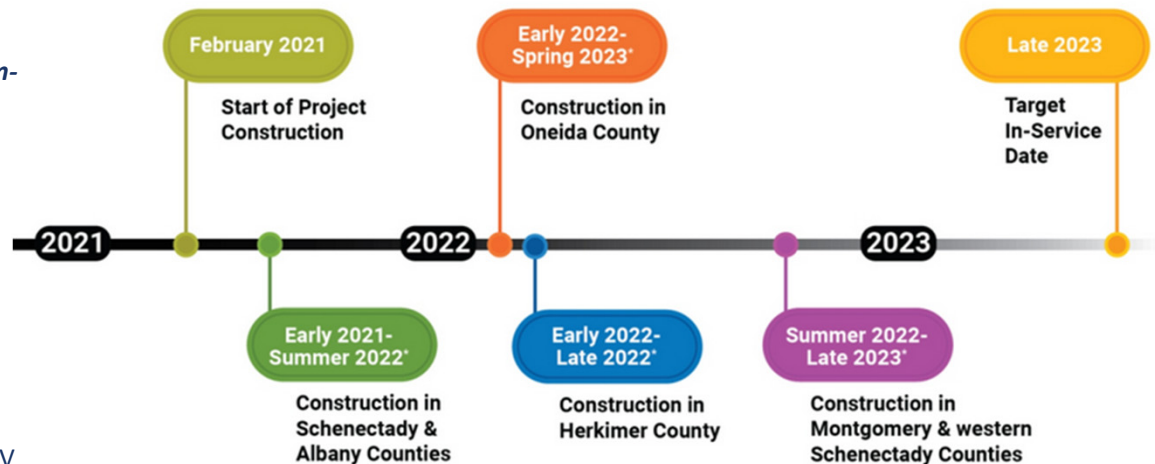 February 2021
Start of Project
Construction
Early 2022-
Spring 2023*
Construction in
Oneida County
Late 2023
Target
In-Service
Date
2021
2022
2023
Early 2021-
Summer 2022*
Construction in
Schenectady &
Albany Counties
Early 2022-
Late 2022*
Construction in
Herkimer County
Summer 2022-
Late 2023*
Construction in
Montgomery & western
Schenectady Counties